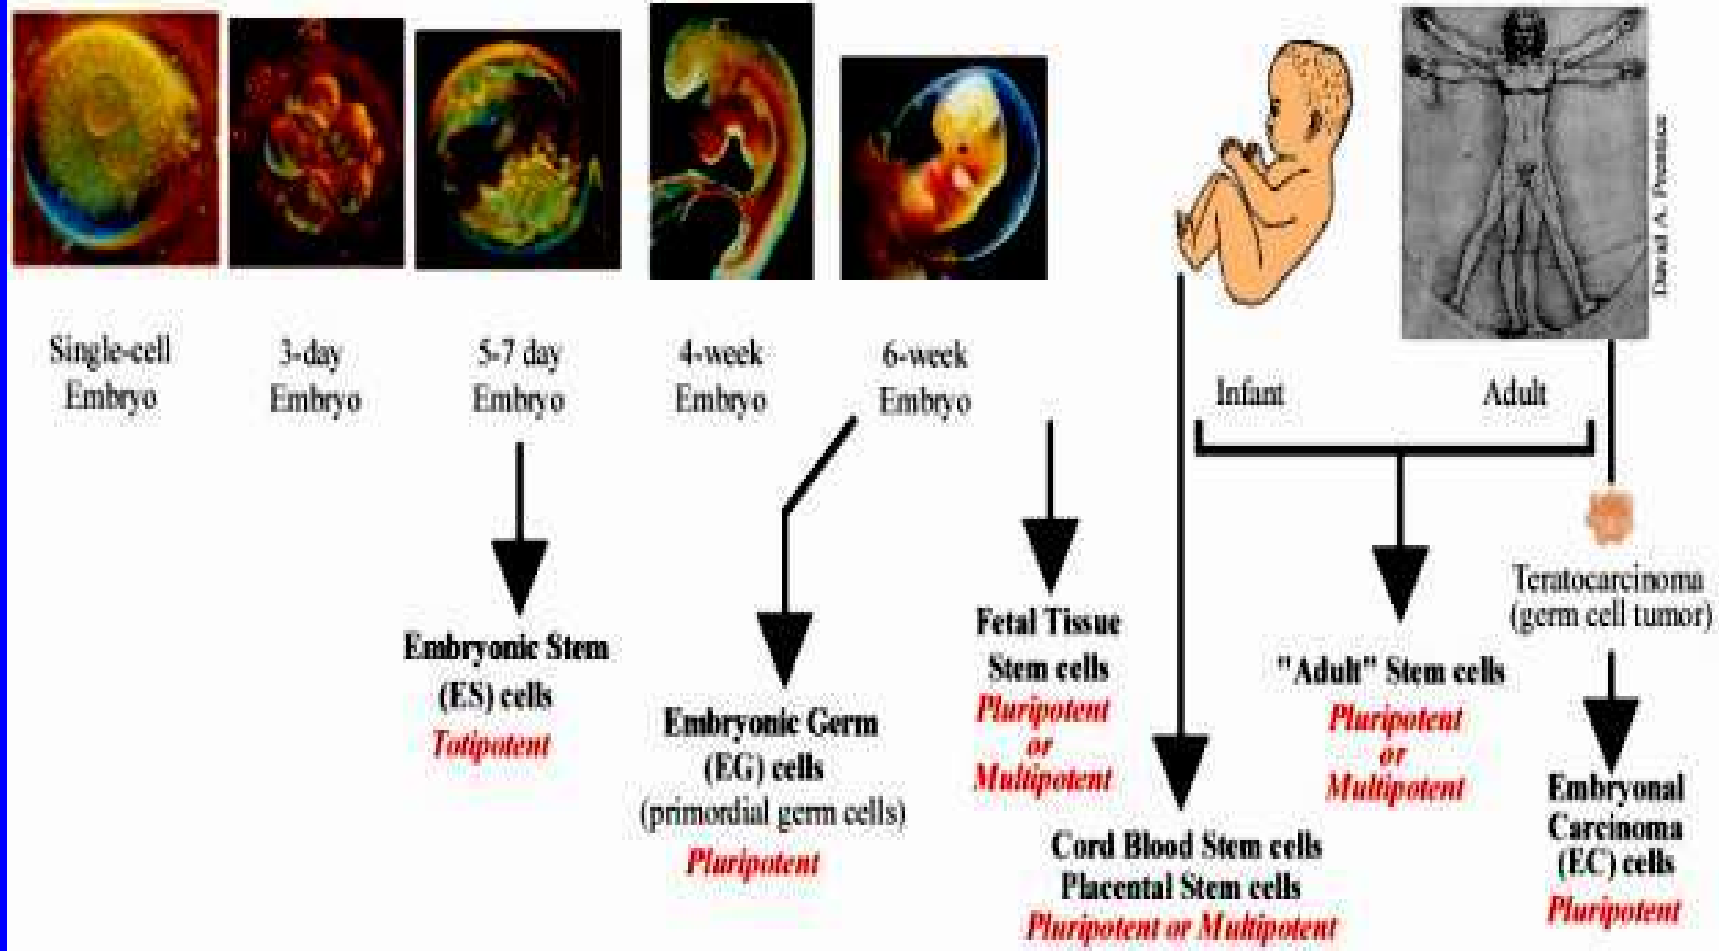 Single-cell
Embryo
3-day
Embryo
5-7 day
Embryo
4-week
Embryo
6-week
Embryo
Infant
Adult
David A. Prentice
Embryonic Stem
(ES) cells
Totipotent
Embryonic Germ
(EG) cells
(primordial germ cells)
Pluripotent
Fetal Tissue
Stem cells
Pluripotent
or
Multipotent
Cord Blood Stem cells
Placental Stem cells
Pluripotent or Multipotent
"Adult" Stem cells
Pluripotent
or
Multipotent
Teratocarcinoma
(germ cell tumor)
Embryonal
Carcinoma
(EC) cells
Pluripotent